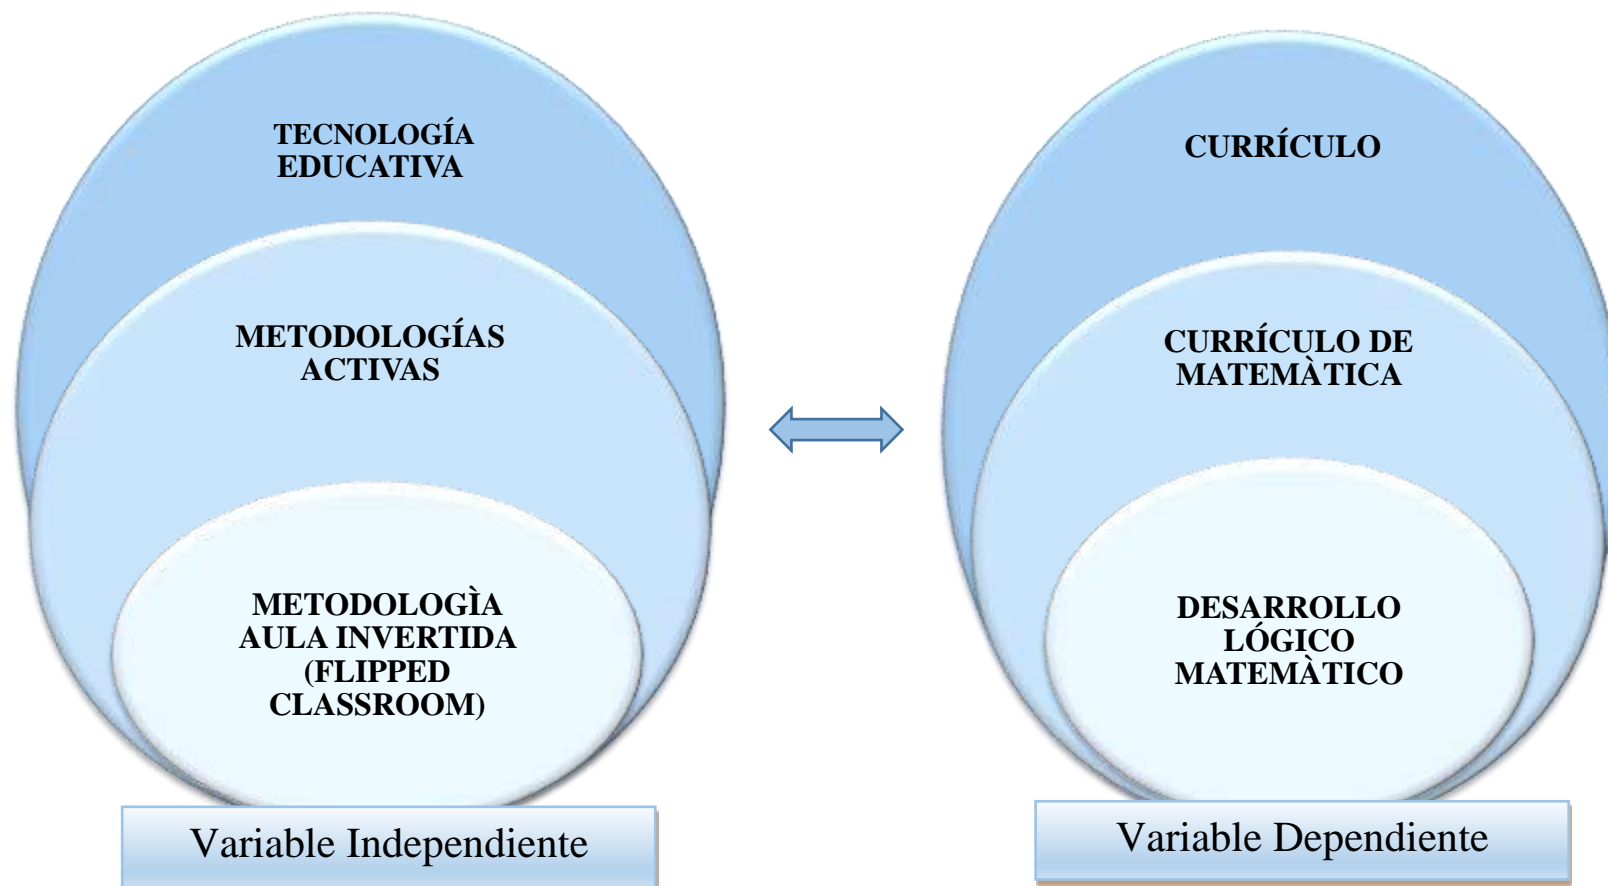 TECNOLOGÍA
EDUCATIVA
METODOLOGÍAS
ACTIVAS
METODOLOGÌA
AULA INVERTIDA
(FLIPPED
CLASSROOM)
Variable Independiente
CURRÍCULO
CURRÍCULO DE
MATEMÀTICA
DESARROLLO
LÓGICO
MATEMÀTICO
Variable Dependiente